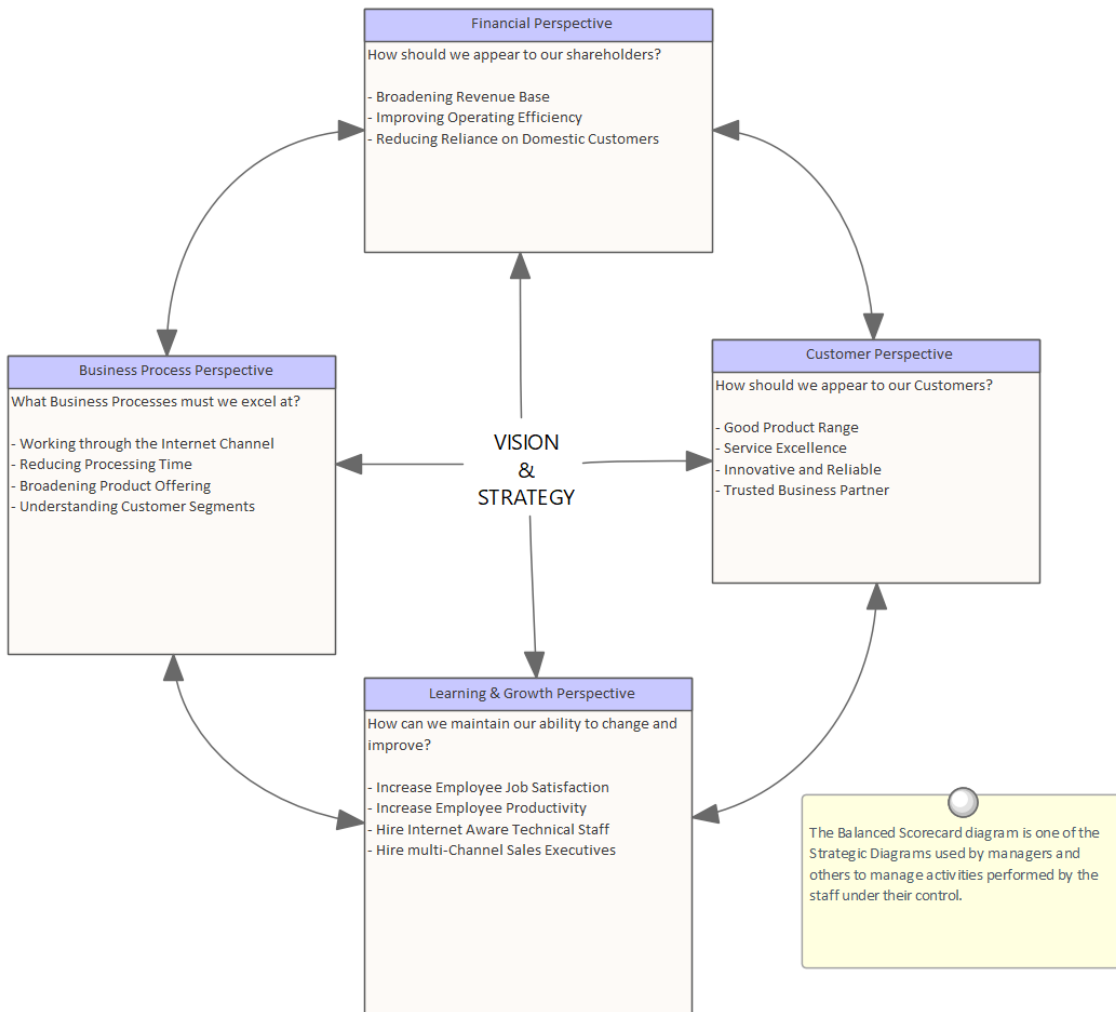 Financial Perspective
How should we appear to our shareholders?
- Broadening Revenue Base
- Improving Operating Efficiency
- Reducing Reliance on Domestic Customers
Business Process Perspective
What Business Processes must we excel at?
- Working through the Internet Channel
- Reducing Processing Time
- Broadening Product Offering
- Understanding Customer Segments
VISION
&
STRATEGY
Customer Perspective
How should we appear to our Customers?
- Good Product Range
- Service Excellence
- Innovative and Reliable
- Trusted Business Partner
Learning & Growth Perspective
How can we maintain our ability to change and
improve?
- Increase Employee Job Satisfaction
- Increase Employee Productivity
- Hire Internet Aware Technical Staff
- Hire multi-Channel Sales Executives
The Balanced Scorecard diagram is one of the
Strategic Diagrams used by managers and
others to manage activities performed by the
staff under their control.